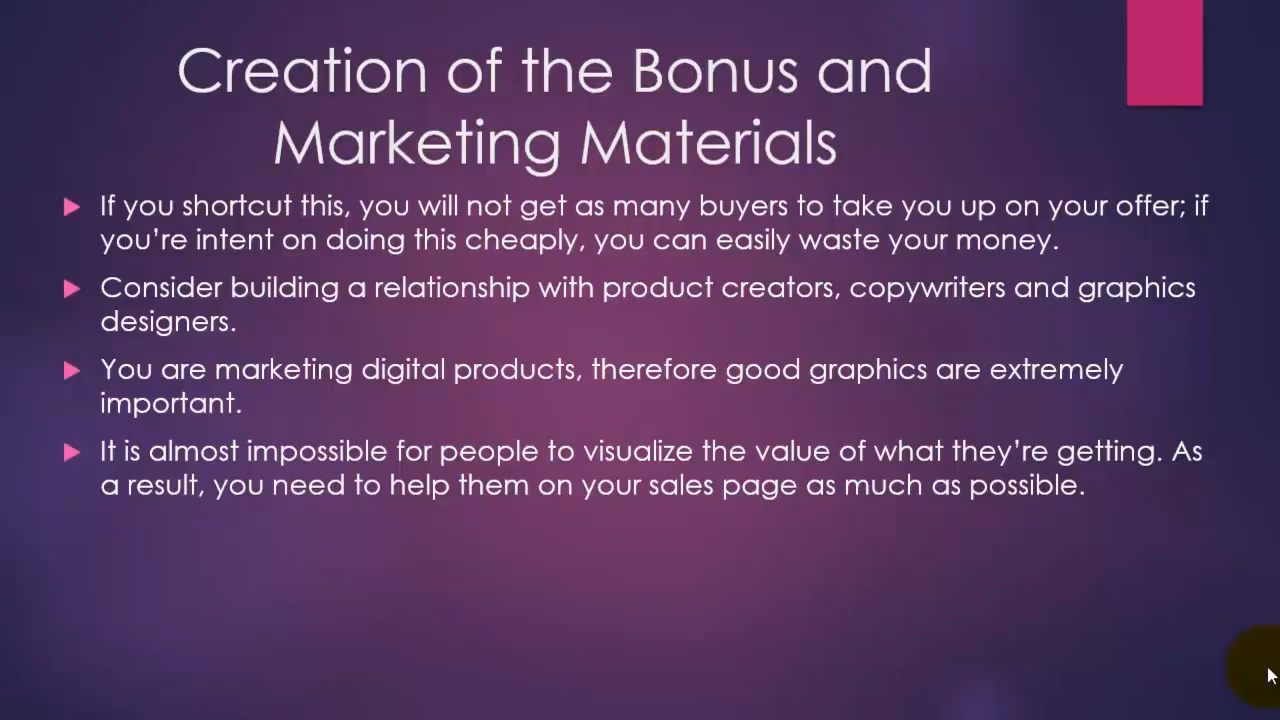 Creation of the Bonus and
Marketing Materials
If you shortcut this, you will not get as many buyers to take you up on your offer; if
you’re intent on doing this cheaply, you can easily waste your money.
Consider building a relationship with product creators, copywriters and graphics
designers.
You are marketing digital products, therefore good graphics are extremely
important.
It is almost impossible for people to visualize the value of what they’re getting. As
a result, you need to help them on your sales page as much as possible.